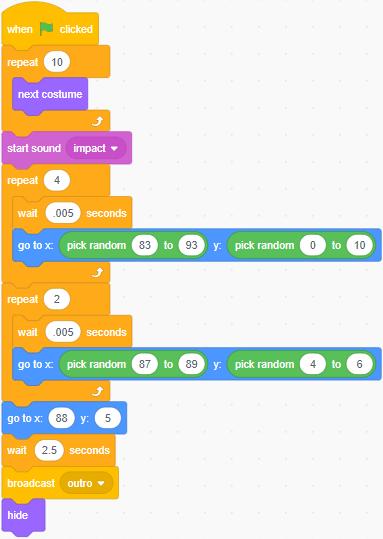 when clicked
repeat 10
next costume
start sound impact
repeat 4
wait .005 seconds
go to x: pick random 83 to 93 y: pick random 0 to 10
repeat 2
wait .005 seconds
go to x: pick random 87 to 89 y: pick random 4 to 6
go to x: 88 y: 5
wait 2.5 seconds
broadcast outro
hide